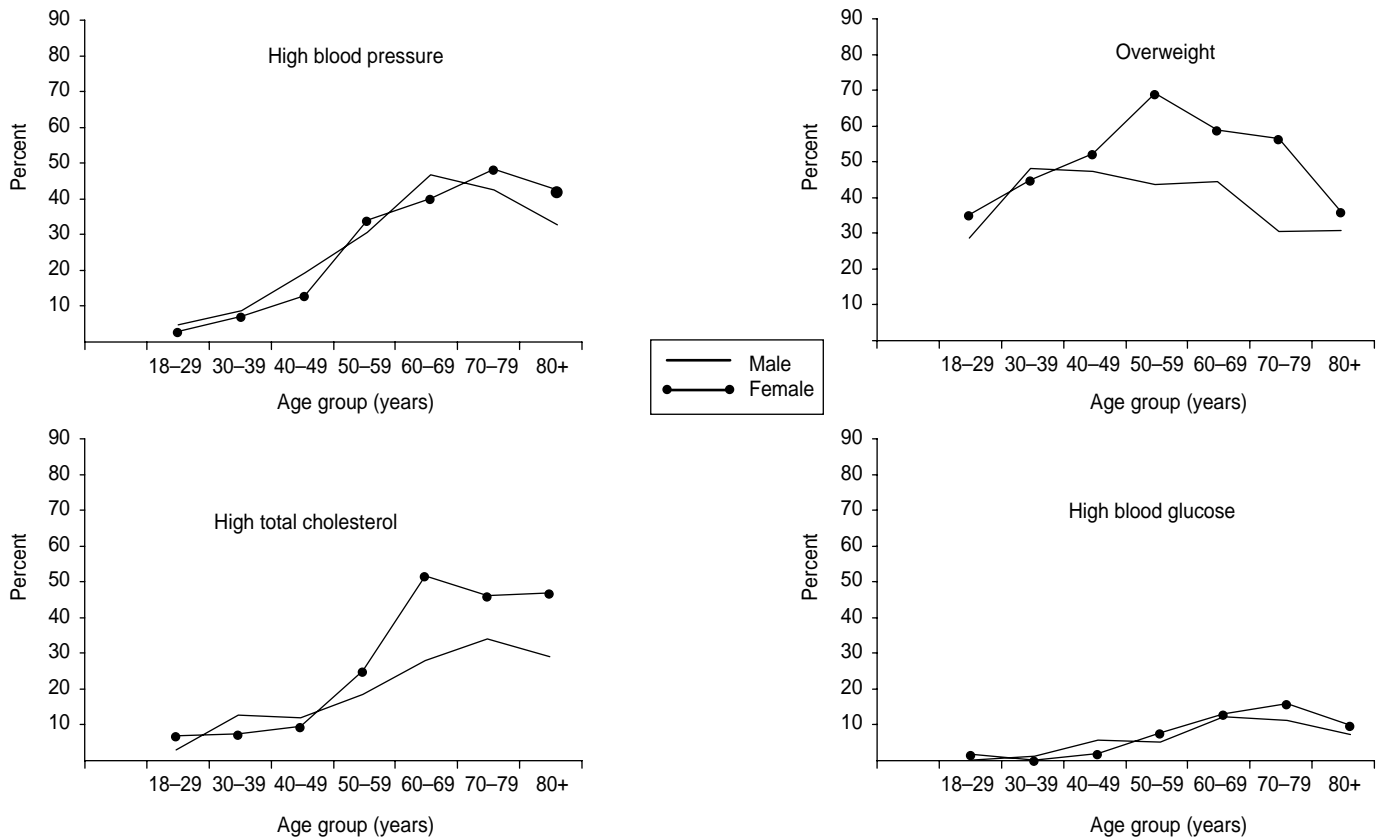 High blood pressure
Percent
90
80
70
60
50
40
30
20
10
18–29 30–39 40–49 50–59 60–69 70–79 80+
Age group (years)
Overweight
Percent
90
80
70
60
50
40
30
20
10
18–29 30–39 40–49 50–59 60–69 70–79 80+
Age group (years)
Male
Female
High total cholesterol
Percent
90
80
70
60
50
40
30
20
10
18–29 30–39 40–49 50–59 60–69 70–79 80+
Age group (years)
High blood glucose
Percent
90
80
70
60
50
40
30
20
10
18–29 30–39 40–49 50–59 60–69 70–79 80+
Age group (years)